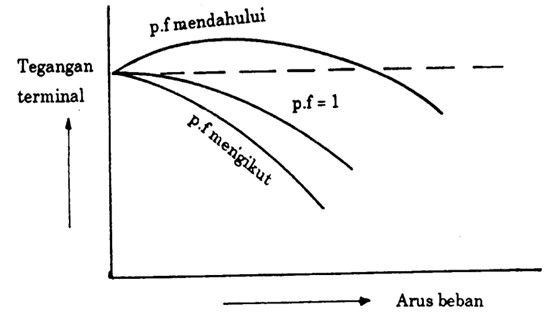 p.f mendahului
Tegangan
terminal
p.f = 1
p.f mengikut
Arus beban